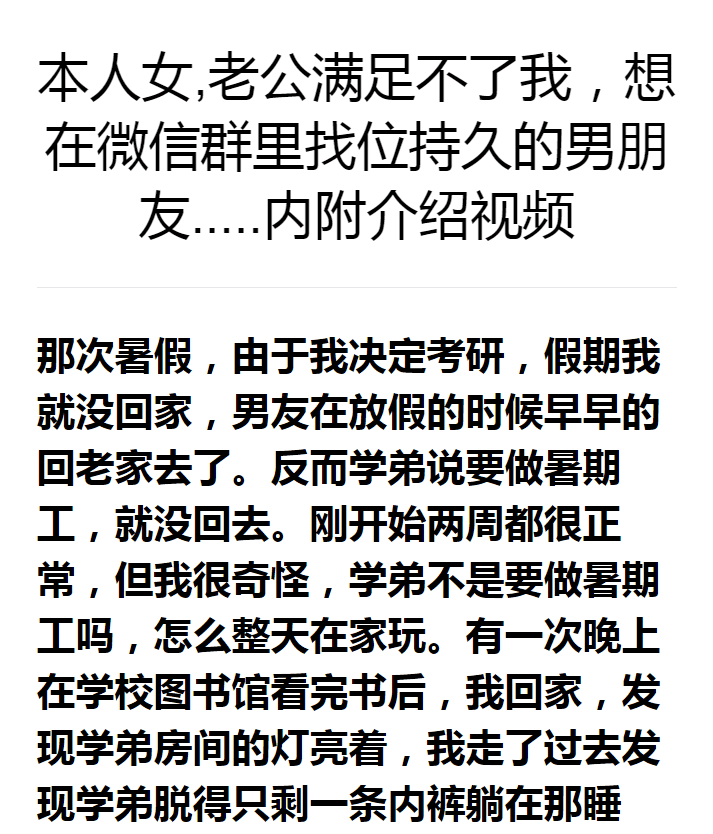 本人女,老公满足不了我，想
在微信群里找位持久的男朋
友.....内附介绍视频
那次暑假，由于我决定考研，假期我
就没回家，男友在放假的时候早早的
回老家去了。反而学弟说要做暑期
工，就没回去。刚开始两周都很正
常，但我很奇怪，学弟不是要做暑期
工吗，怎么整天在家玩。有一次晚上
在学校图书馆看完书后，我回家，发
现学弟房间的灯亮着，我走了过去发
现学弟脱得只剩一条内裤躺在那睡